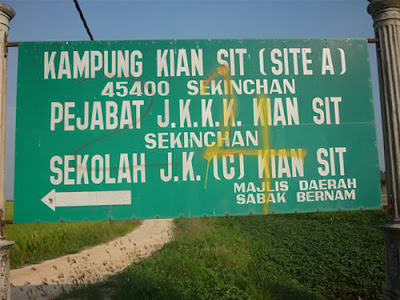 KAMPUNG KIAN SIT (SITE A)
45400 SEKINCHAN
PEJABAT J.K.K.K. KIAN SIT
SEKINCHAN
SEKOLAH J.K. (C) KIAN SIT
MAJLIS DAERAH
SABAK BERNAM